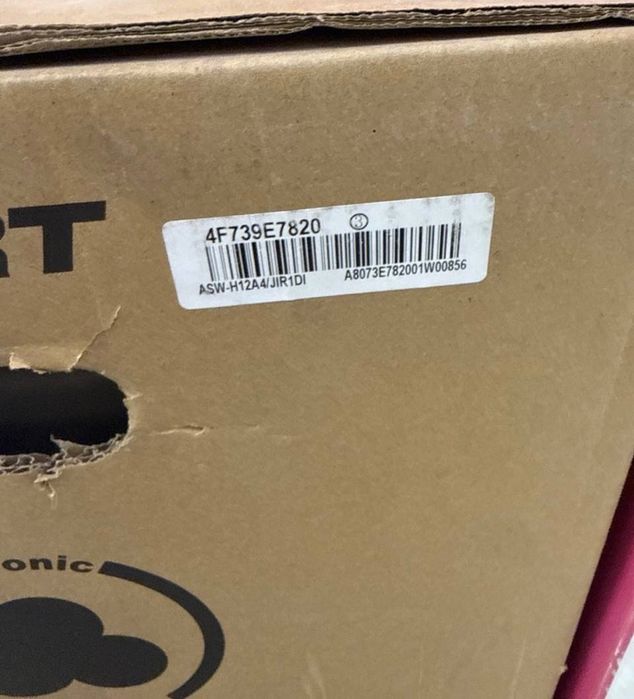 RT
4F739E7820 ③
ASW-H12A4/JIR1DI A8073E782001W00856
onic